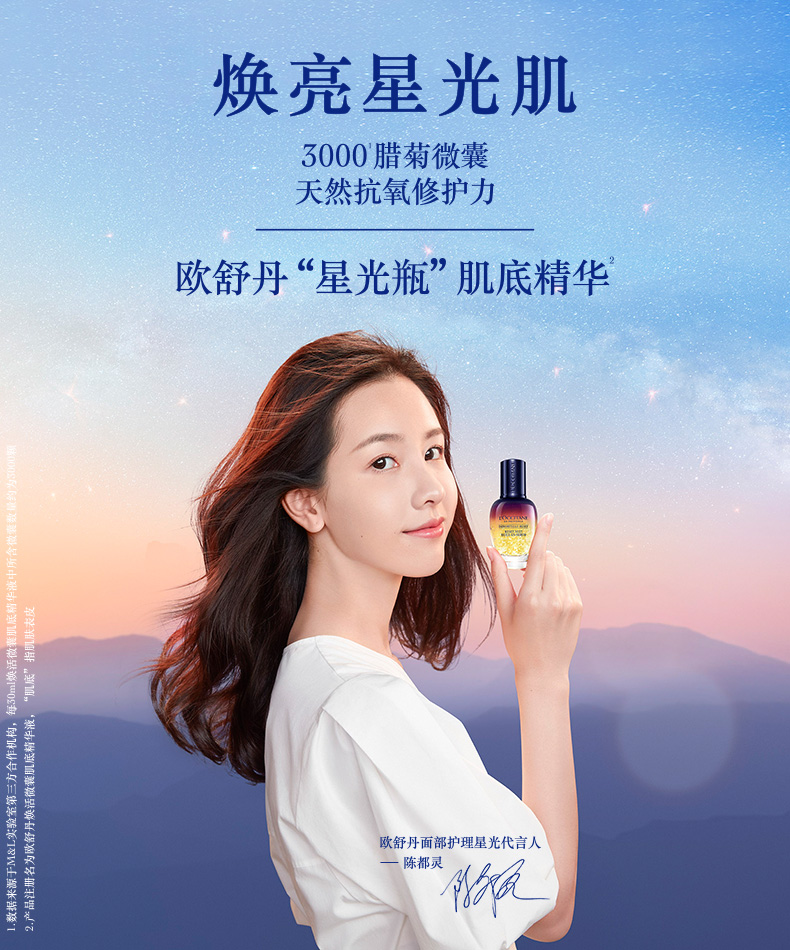 焕亮星光肌
3000¹腊菊微囊
天然抗氧修护力
欧舒丹“星光瓶”肌底精华²
L'OCCITANE
欧舒丹面部护理星光代言人
—— 陈都灵
1.数据来源于M&L实验室第三方合作机构，每30ml焕活微囊肌底精华液中所含微囊数量约为3000颗
2.产品注册名为欧舒丹焕活微囊肌底精华液，“肌底”指肌肤表皮